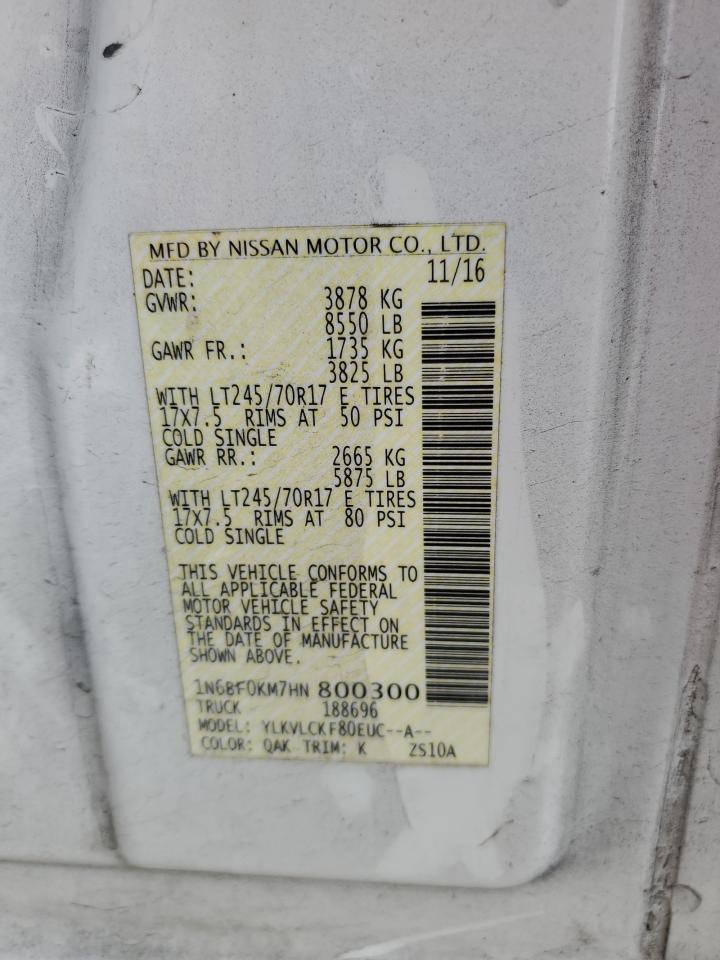 MFD BY NISSAN MOTOR CO., LTD.
DATE: 11/16
GVWR: 3878 KG
8550 LB
GAWR FR.: 1735 KG
3825 LB
WITH LT245/70R17 E TIRES
17X7.5 RIMS AT 50 PSI
COLD SINGLE
GAWR RR.: 2665 KG
5875 LB
WITH LT245/70R17 E TIRES
17X7.5 RIMS AT 80 PSI
COLD SINGLE
THIS VEHICLE CONFORMS TO
ALL APPLICABLE FEDERAL
MOTOR VEHICLE SAFETY
STANDARDS IN EFFECT ON
THE DATE OF MANUFACTURE
SHOWN ABOVE.
1N6BF0KM7HN 800300
TRUCK 188696
MODEL: YLKVLCKF80EUC--A--
COLOR: QAK TRIM: K ZS10A